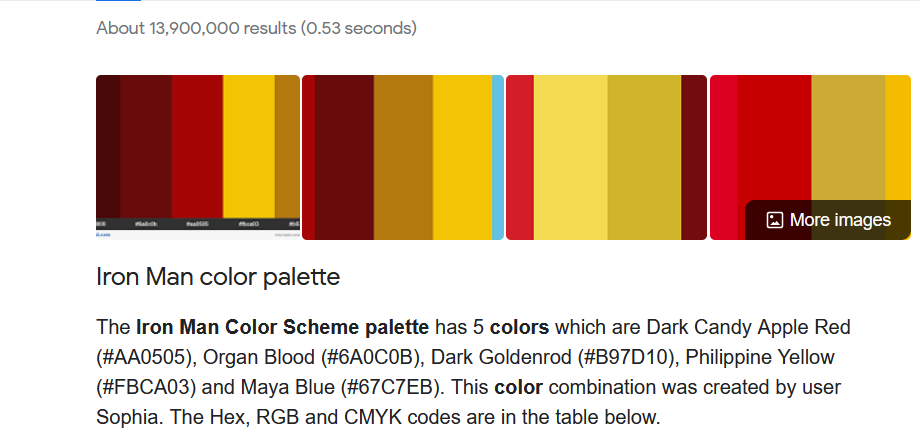 About 13,900,000 results (0.53 seconds)
#6a0c0b #aa0505 #fbca03
More images
Iron Man color palette
The Iron Man Color Scheme palette has 5 colors which are Dark Candy Apple Red
(#AA0505), Organ Blood (#6A0C0B), Dark Goldenrod (#B97D10), Philippine Yellow
(#FBCA03) and Maya Blue (#67C7EB). This color combination was created by user
Sophia. The Hex, RGB and CMYK codes are in the table below.